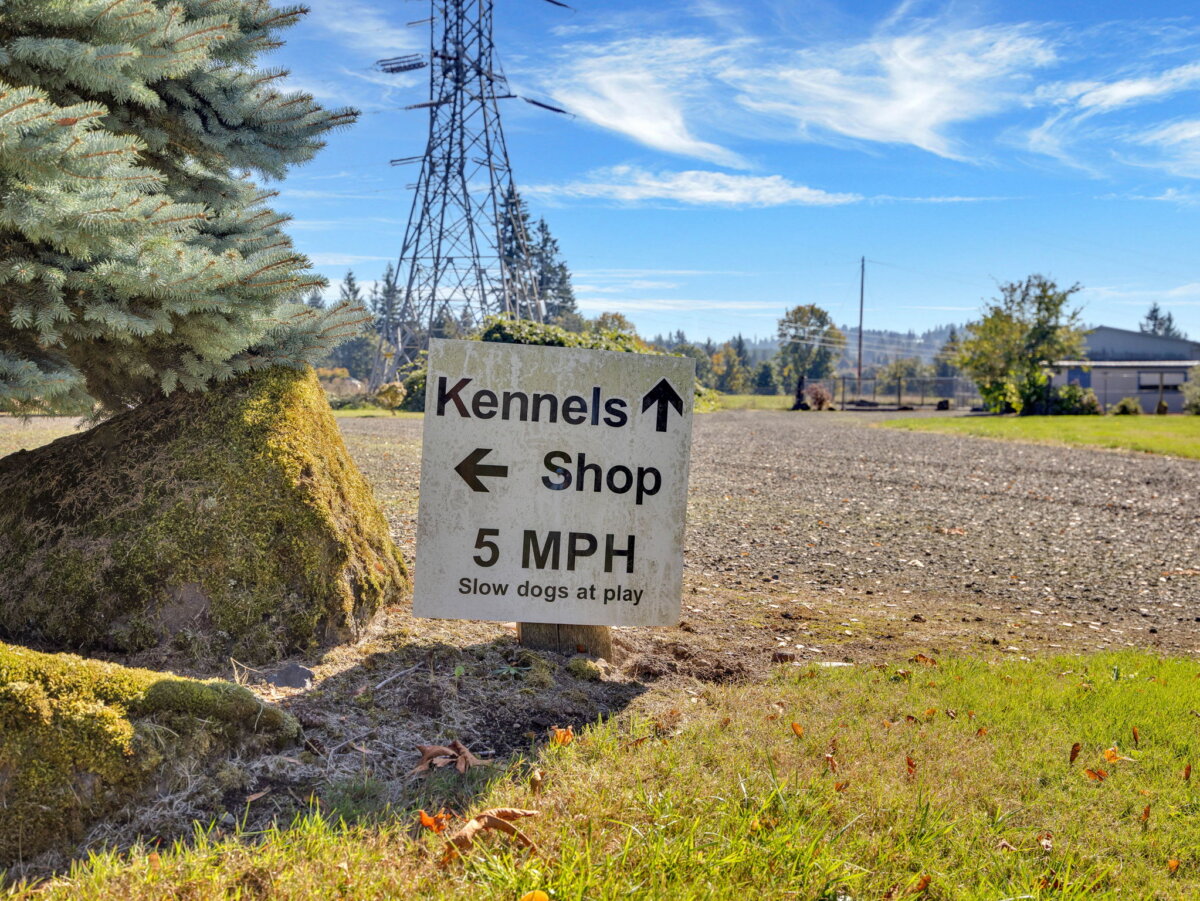 Kennels ↑
← Shop
5 MPH
Slow dogs at play